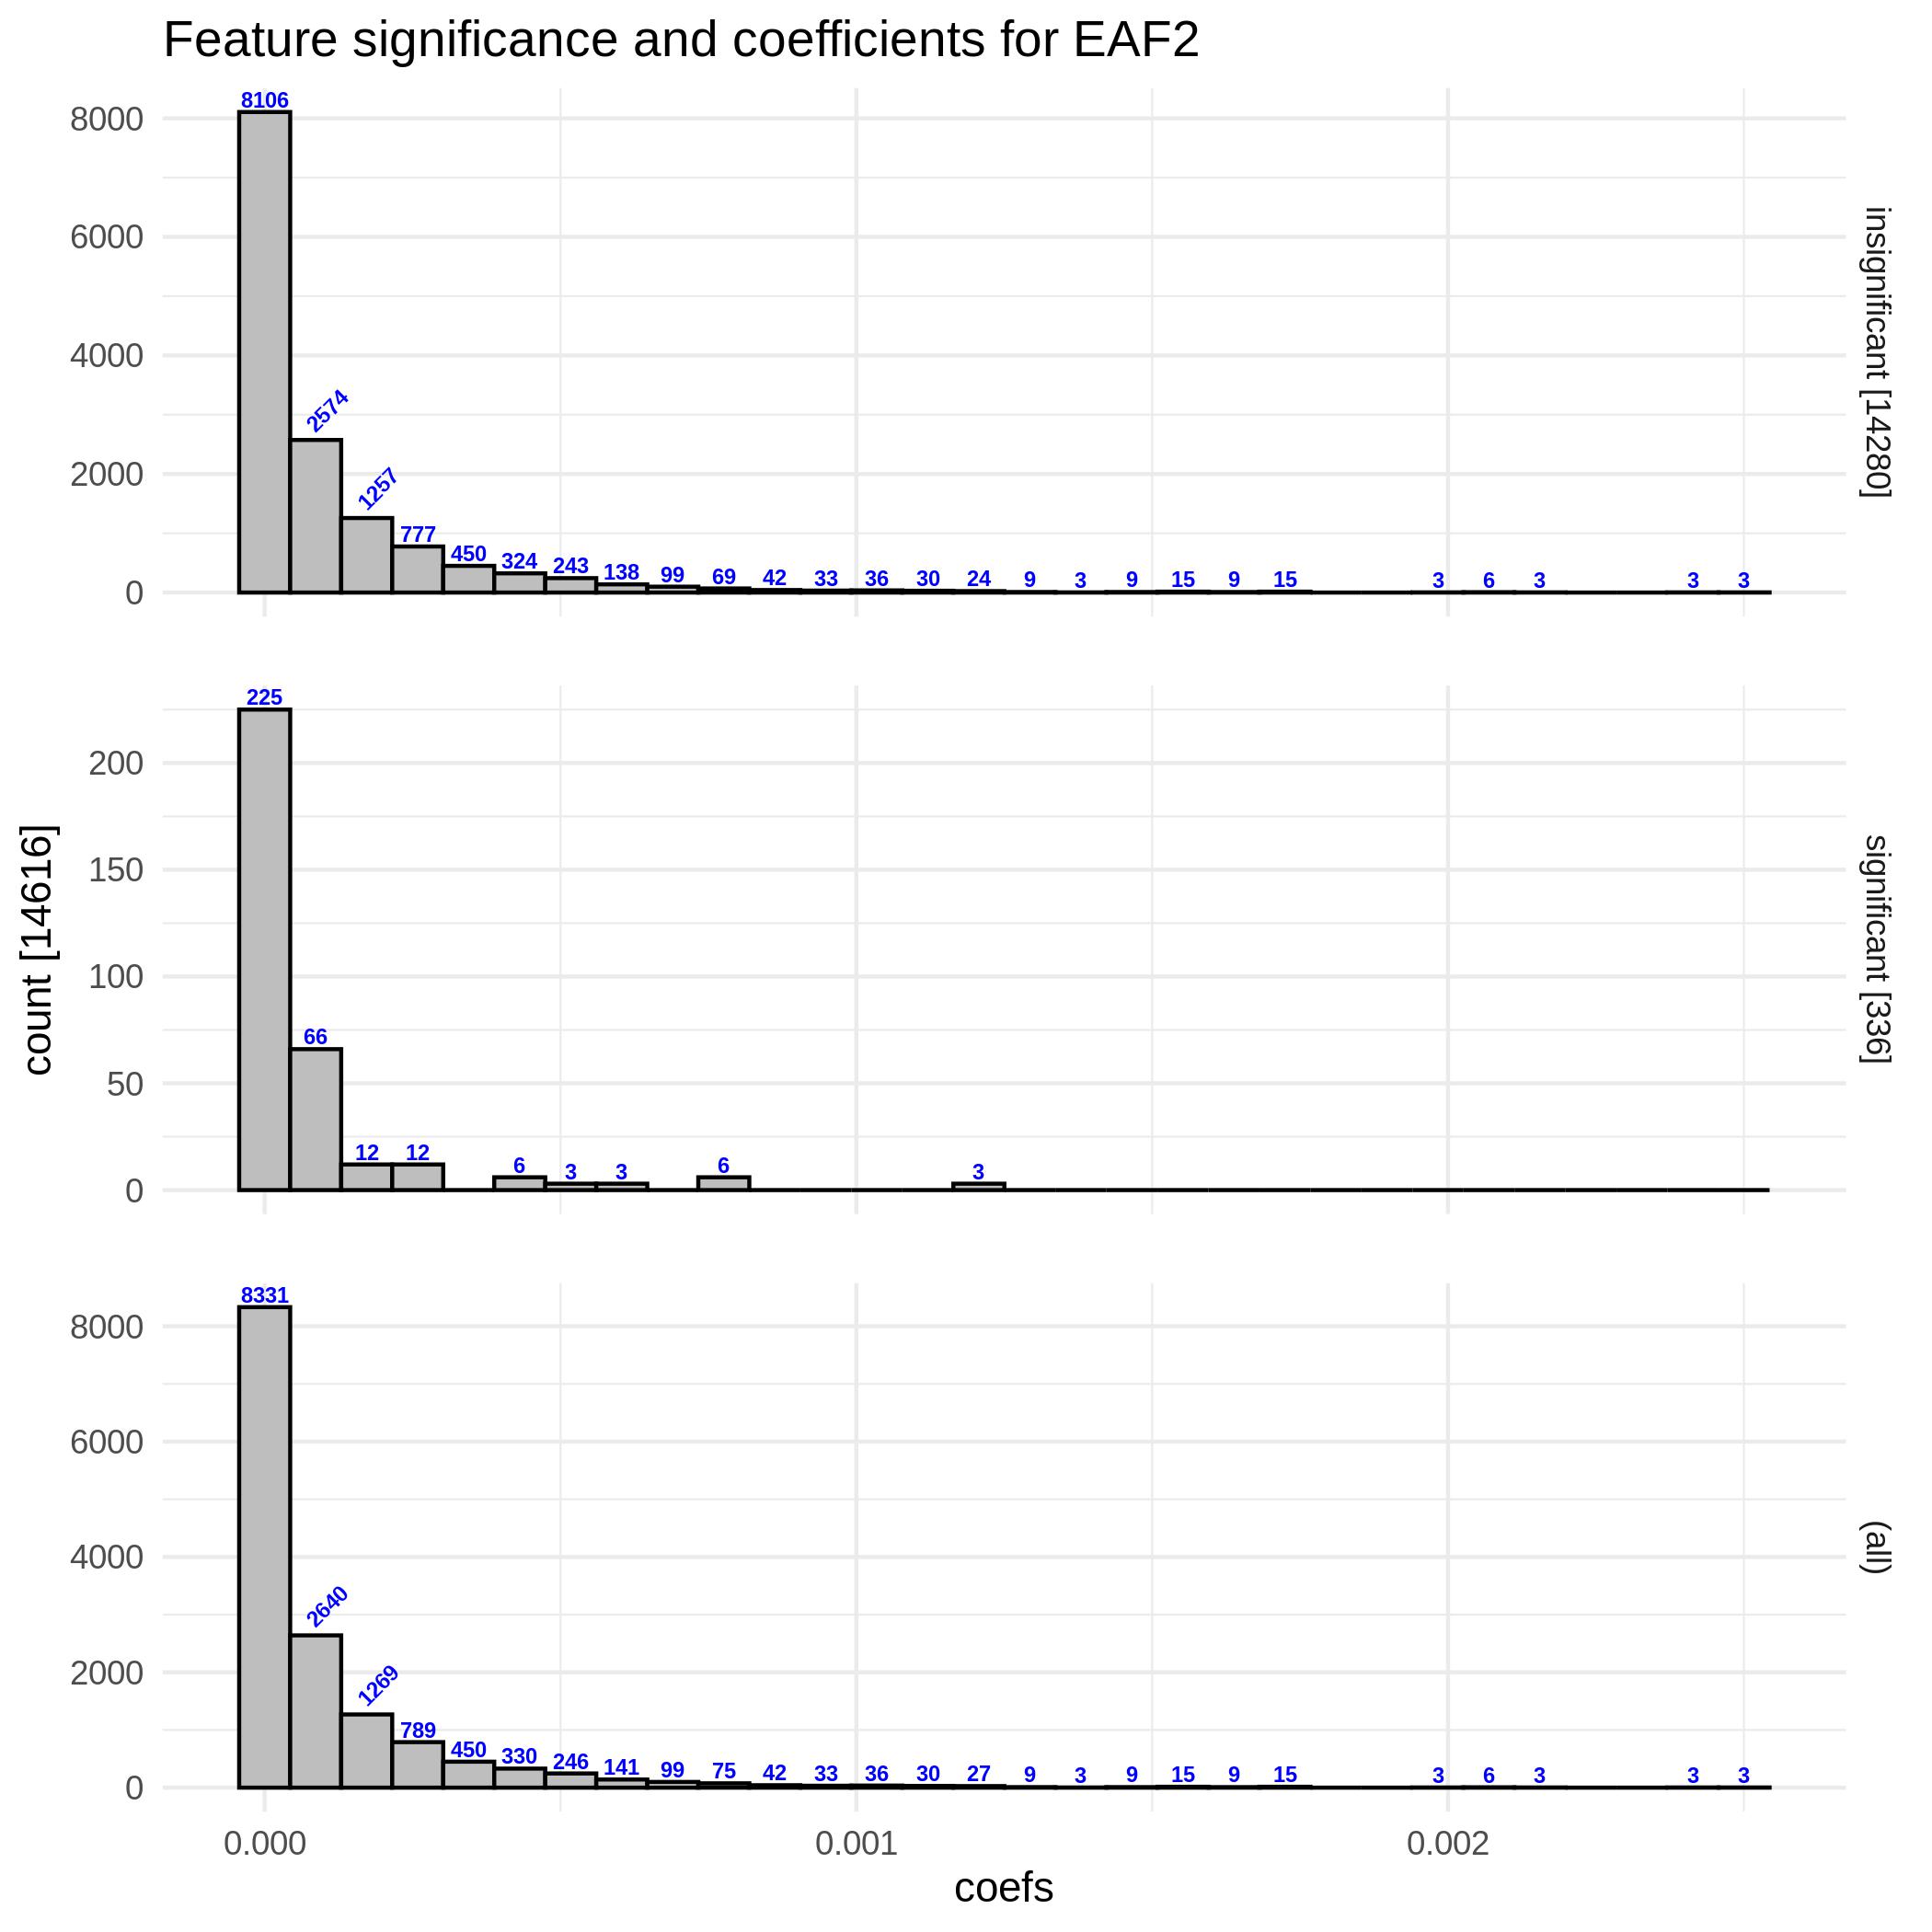 Feature significance and coefficients for EAF2
8106
8000
6000
4000
2000
0
2574
1257
777 450 324 243 138 99 69 42 33 36 30 24 9 3 9 15 9 15 3 6 3 3 3
insignificant [14280]
225
200
150
100
50
0
66
12 12 6 3 3 6 3
significant [336]
count [14616]
8331
8000
6000
4000
2000
0
2640
1269
789 450 330 246 141 99 75 42 33 36 30 27 9 3 9 15 9 15 3 6 3 3 3
(all)
0.000 0.001 0.002
coefs